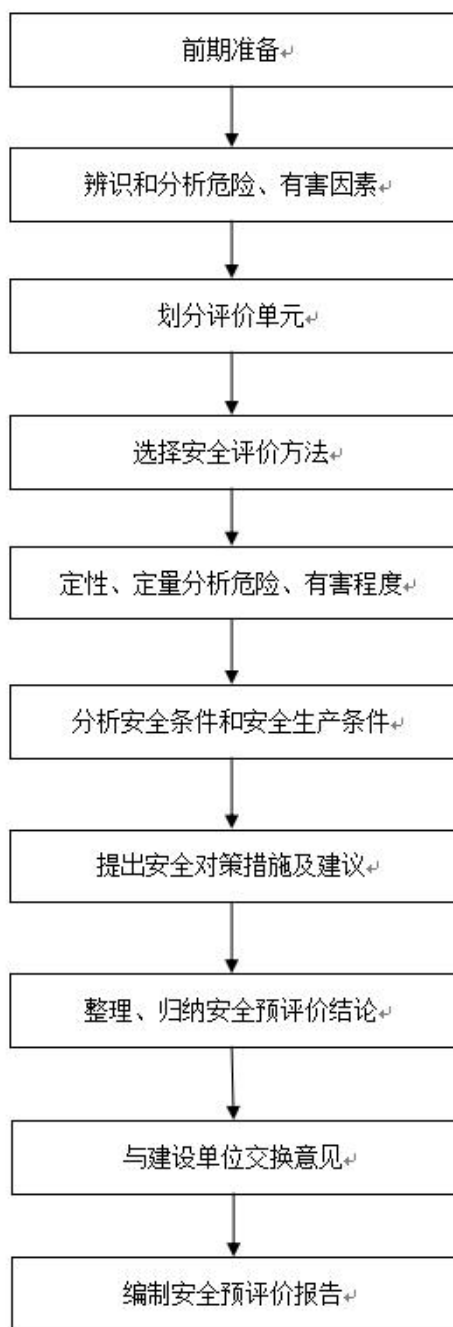 前期准备
辨识和分析危险、有害因素
划分评价单元
选择安全评价方法
定性、定量分析危险、有害程度
分析安全条件和安全生产条件
提出安全对策措施及建议
整理、归纳安全预评价结论
与建设单位交换意见
编制安全预评价报告